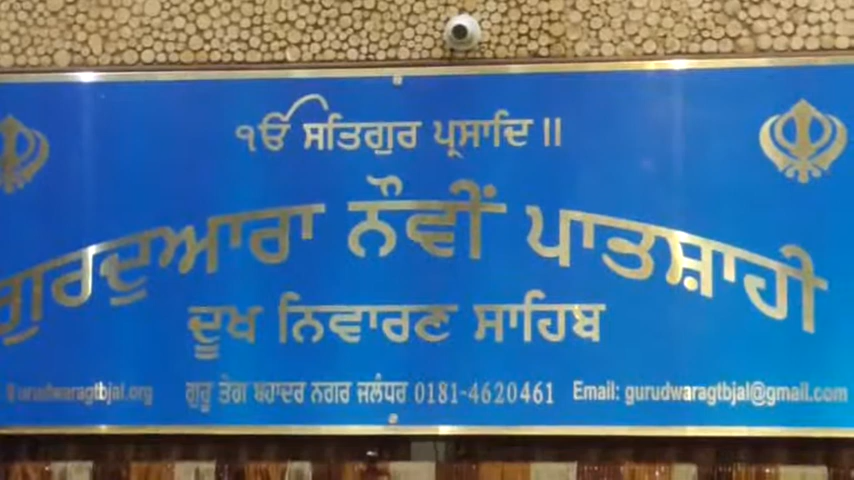 ੴ ਸਤਿਗੁਰ ਪ੍ਰਸਾਦਿ ॥
ਗੁਰਦੁਆਰਾ ਨੌਵੀਂ ਪਾਤਸ਼ਾਹੀ
ਦੂਖ ਨਿਵਾਰਣ ਸਾਹਿਬ
gurudwaragtbjal.org ਗੁਰੂ ਤੇਗ ਬਹਾਦਰ ਨਗਰ ਜਲੰਧਰ 0181-4620461 Email: gurudwaragtbjal@gmail.com